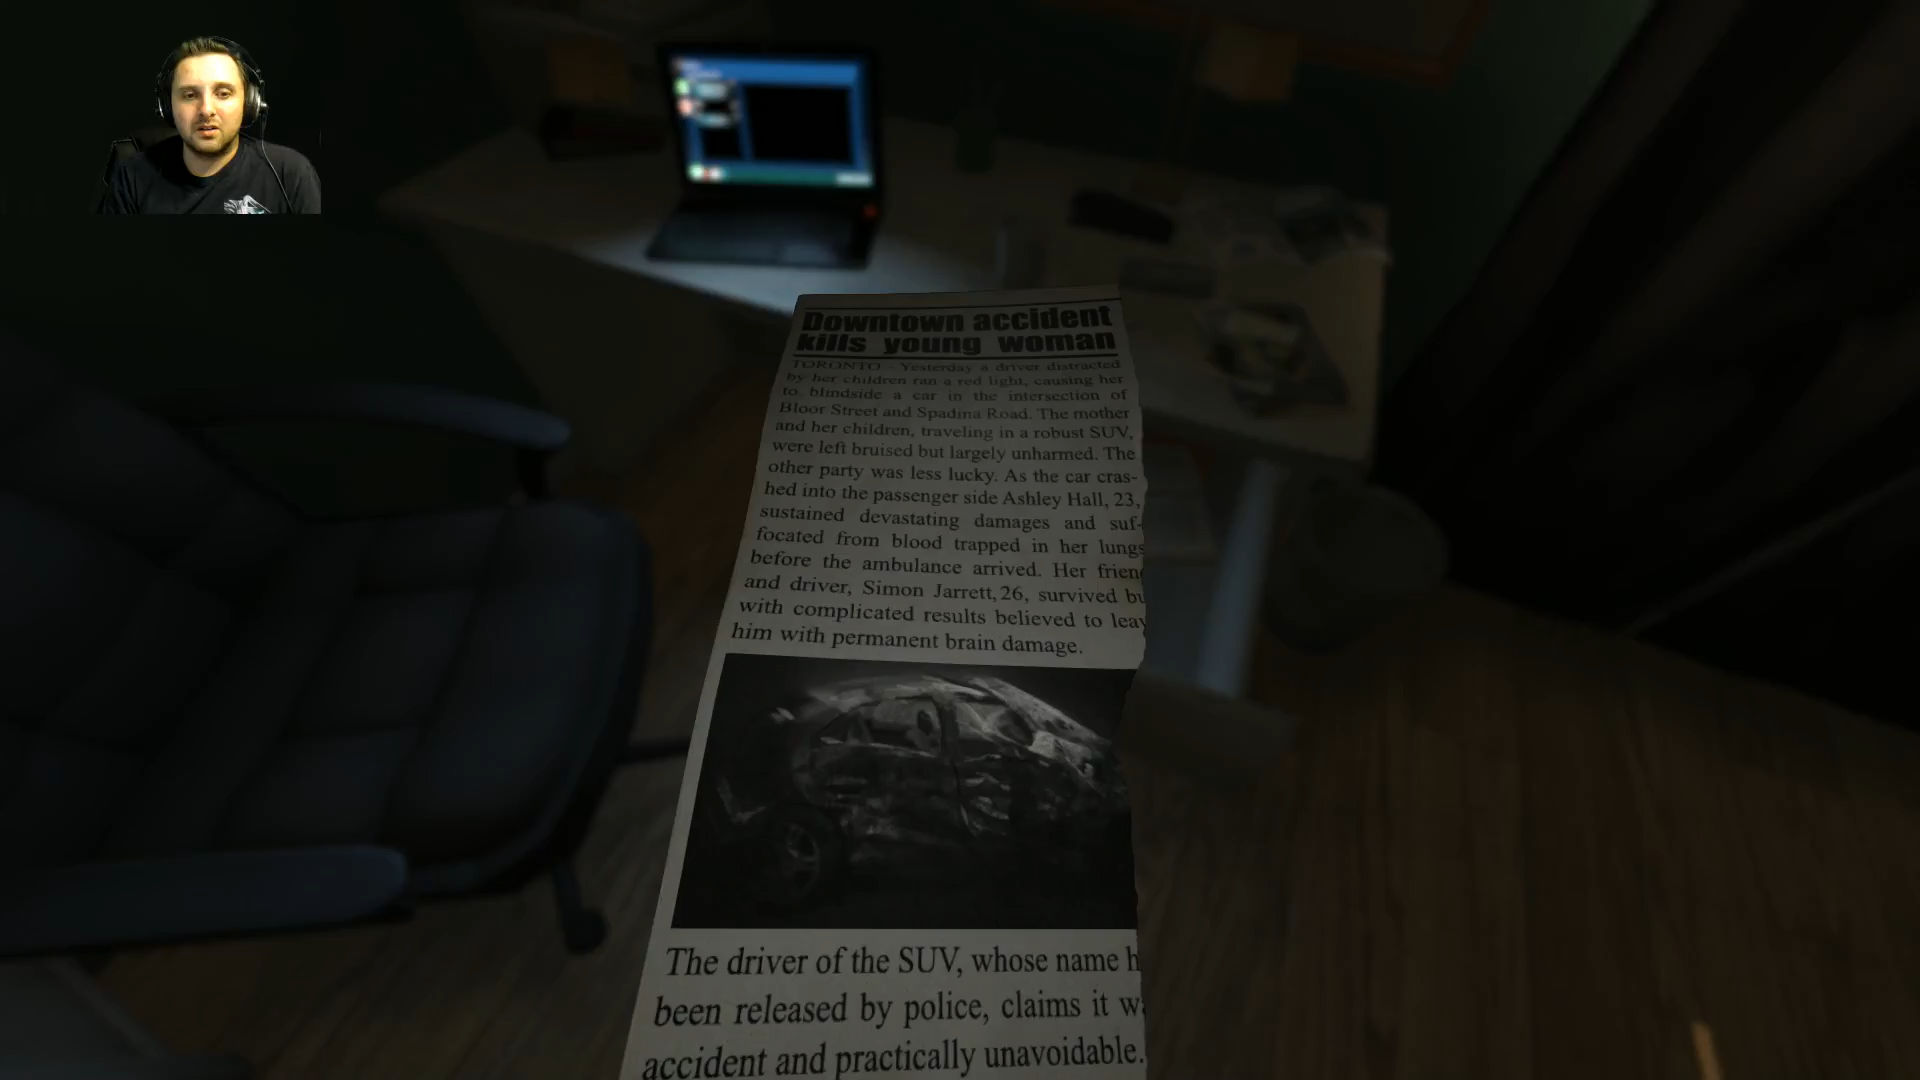 Downtown accident
kills young woman
TORONTO - Yesterday a driver distracted
by her children ran a red light, causing her
to blindside a car in the intersection of
Bloor Street and Spadina Road. The mother
and her children, traveling in a robust SUV,
were left bruised but largely unharmed. The
other party was less lucky. As the car cras-
hed into the passenger side Ashley Hall, 23,
sustained devastating damages and suf-
focated from blood trapped in her lungs
before the ambulance arrived. Her frien
and driver, Simon Jarrett, 26, survived bu
with complicated results believed to leav
him with permanent brain damage.
The driver of the SUV, whose name h
been released by police, claims it wa
accident and practically unavoidable.